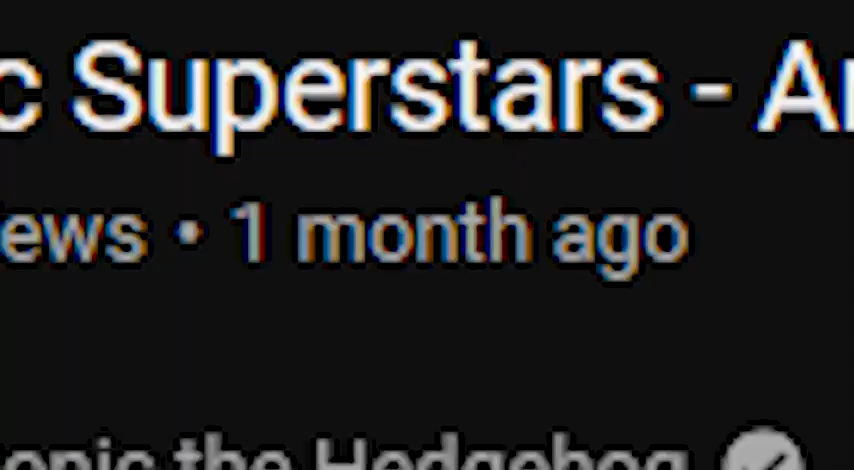 c Superstars - A
ews • 1 month ago
onic the Hedgehog